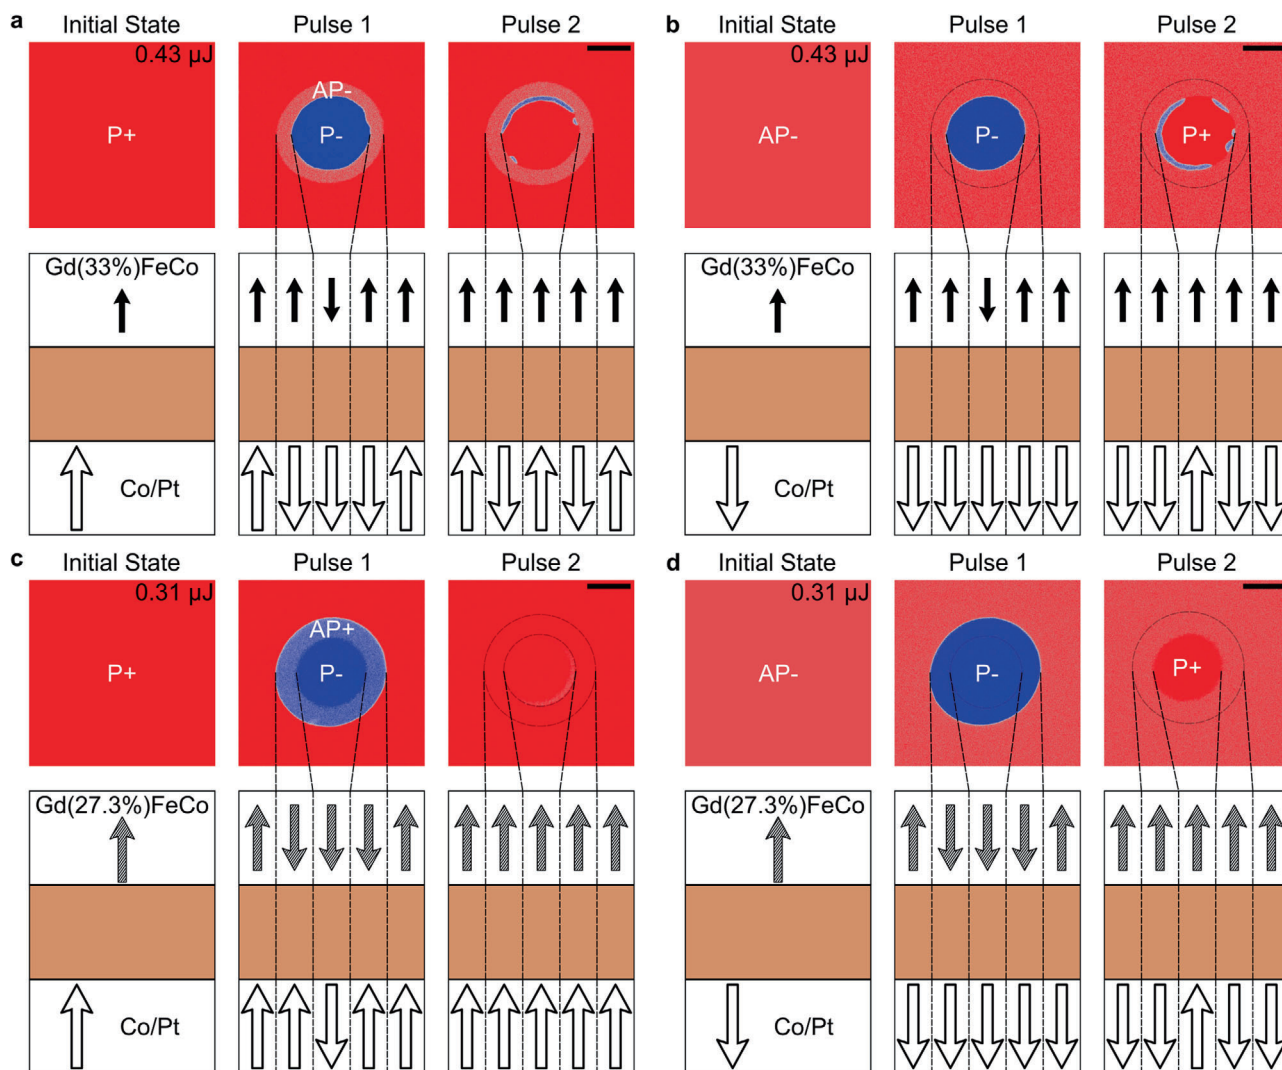 a Initial State Pulse 1 Pulse 2
0.43 µJ
P+
AP-
P-
Gd(33%)FeCo
Co/Pt
b Initial State Pulse 1 Pulse 2
0.43 µJ
AP-
P-
P+
Gd(33%)FeCo
Co/Pt
c Initial State Pulse 1 Pulse 2
0.31 µJ
P+
AP+
P-
Gd(27.3%)FeCo
Co/Pt
d Initial State Pulse 1 Pulse 2
0.31 µJ
AP-
P-
P+
Gd(27.3%)FeCo
Co/Pt